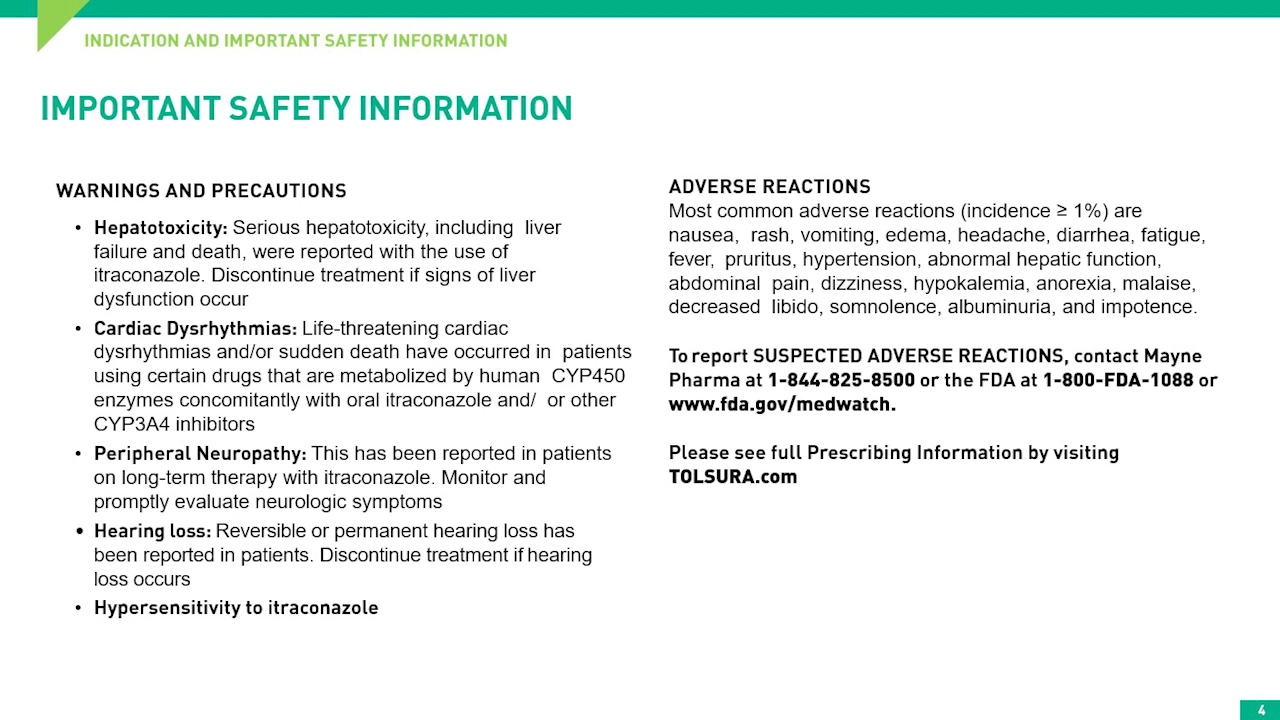 INDICATION AND IMPORTANT SAFETY INFORMATION
IMPORTANT SAFETY INFORMATION
WARNINGS AND PRECAUTIONS
• Hepatotoxicity: Serious hepatotoxicity, including liver
failure and death, were reported with the use of
itraconazole. Discontinue treatment if signs of liver
dysfunction occur
• Cardiac Dysrhythmias: Life-threatening cardiac
dysrhythmias and/or sudden death have occurred in patients
using certain drugs that are metabolized by human CYP450
enzymes concomitantly with oral itraconazole and/ or other
CYP3A4 inhibitors
• Peripheral Neuropathy: This has been reported in patients
on long-term therapy with itraconazole. Monitor and
promptly evaluate neurologic symptoms
• Hearing loss: Reversible or permanent hearing loss has
been reported in patients. Discontinue treatment if hearing
loss occurs
• Hypersensitivity to itraconazole
ADVERSE REACTIONS
Most common adverse reactions (incidence ≥ 1%) are
nausea, rash, vomiting, edema, headache, diarrhea, fatigue,
fever, pruritus, hypertension, abnormal hepatic function,
abdominal pain, dizziness, hypokalemia, anorexia, malaise,
decreased libido, somnolence, albuminuria, and impotence.
To report SUSPECTED ADVERSE REACTIONS, contact Mayne
Pharma at 1-844-825-8500 or the FDA at 1-800-FDA-1088 or
www.fda.gov/medwatch.
Please see full Prescribing Information by visiting
TOLSURA.com
4